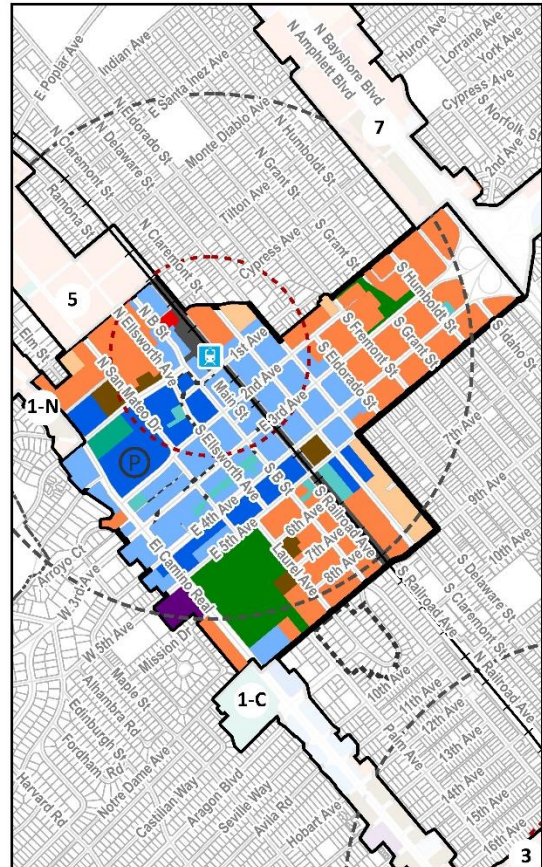 E Poplar Ave
Indian Ave
E Santa Inez Ave
N Eldorado St
N Delaware St
N Claremont St
Ramona St
Monte Diablo Ave
N Humboldt St
N Grant St
Tilton Ave
N Claremont St
Cypress Ave
N Bayshore Blvd
N Amphlett Blvd
Huron Ave
Lorraine Ave
York Ave
Cypress Ave
S Norfolk St
2nd Ave
7
5
S Grant St
S Humboldt St
S Fremont St
S Grant St
S Eldorado St
S Idaho St
Elm St
N B St
N Ellsworth Ave
N San Mateo Dr
1st Ave
2nd Ave
Main St
E 3rd Ave
1-N
P
S Ellsworth Ave
S B St
E 4th Ave
E 5th Ave
6th Ave
7th Ave
8th Ave
Laurel Ave
S Railroad Ave
7th Ave
9th Ave
10th Ave
El Camino Real
Arroyo Ct
W 3rd Ave
W 5th Ave
Mission Dr
Maple St
Alhambra Rd
Edinburgh St
Fordham Rd
Harvard Rd
Notre Dame Ave
Castilian Way
Aragon Blvd
Seville Way
Avila Rd
Hobart Ave
1-C
S Railroad Ave
S Delaware St
S Claremont St
N Railroad Ave
10th Ave
11th Ave
12th Ave
13th Ave
14th Ave
15th Ave
16th Ave
Palm Ave
3